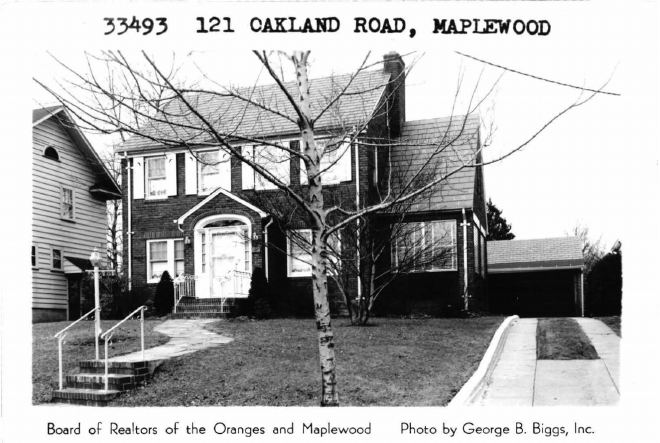 33493 121 OAKLAND ROAD, MAPLEWOOD
Board of Realtors of the Oranges and Maplewood Photo by George B. Biggs, Inc.